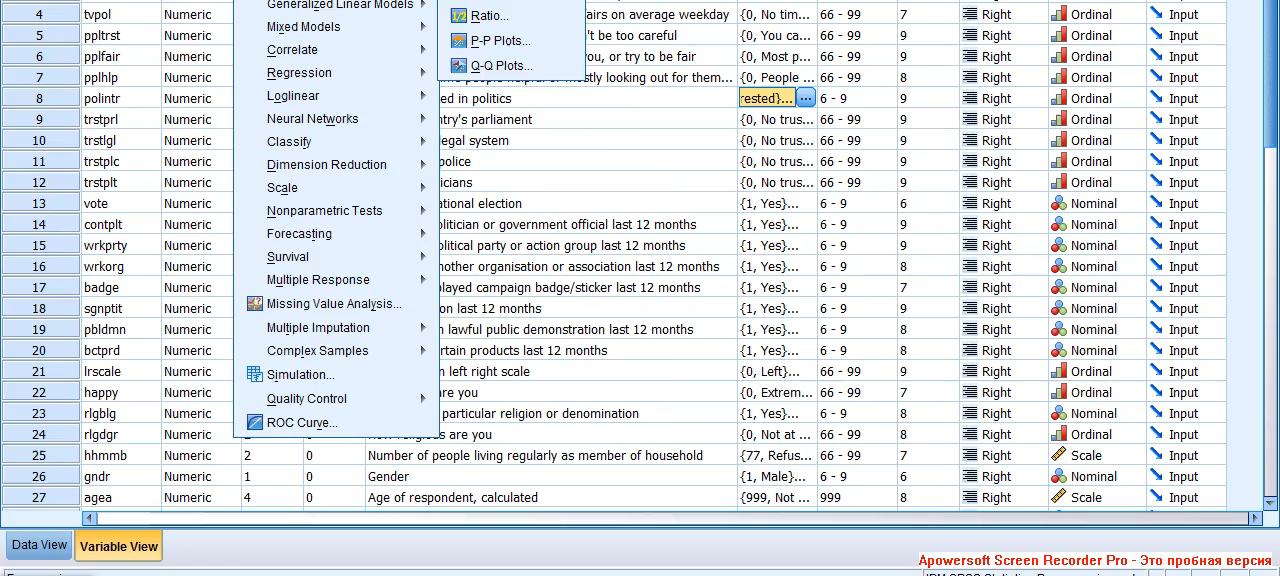 Generalized Linear Models
Mixed Models
Correlate
Regression
Loglinear
Neural Networks
Classify
Dimension Reduction
Scale
Nonparametric Tests
Forecasting
Survival
Multiple Response
Missing Value Analysis...
Multiple Imputation
Complex Samples
Simulation...
Quality Control
ROC Curve...
Ratio...
P-P Plots...
Q-Q Plots...
4 tvpol Numeric fairs on average weekday {0, No tim... 66 - 99 7 Right Ordinal Input
5 ppltrst Numeric 't be too careful {0, You ca... 66 - 99 9 Right Ordinal Input
6 pplfair Numeric you, or try to be fair {0, Most p... 66 - 99 9 Right Ordinal Input
7 pplhlp Numeric mostly looking out for them... {0, People ... 66 - 99 8 Right Ordinal Input
8 polintr Numeric ed in politics rested}... ... 6 - 9 9 Right Ordinal Input
9 trstprl Numeric ntry's parliament {0, No trus... 66 - 99 9 Right Ordinal Input
10 trstlgl Numeric egal system {0, No trus... 66 - 99 9 Right Ordinal Input
11 trstplc Numeric police {0, No trus... 66 - 99 9 Right Ordinal Input
12 trstplt Numeric icians {0, No trus... 66 - 99 9 Right Ordinal Input
13 vote Numeric ational election {1, Yes}... 6 - 9 6 Right Nominal Input
14 contplt Numeric olitician or government official last 12 months {1, Yes}... 6 - 9 9 Right Nominal Input
15 wrkprty Numeric olitical party or action group last 12 months {1, Yes}... 6 - 9 9 Right Nominal Input
16 wrkorg Numeric nother organisation or association last 12 months {1, Yes}... 6 - 9 8 Right Nominal Input
17 badge Numeric played campaign badge/sticker last 12 months {1, Yes}... 6 - 9 7 Right Nominal Input
18 sgnptit Numeric on last 12 months {1, Yes}... 6 - 9 9 Right Nominal Input
19 pbldmn Numeric n lawful public demonstration last 12 months {1, Yes}... 6 - 9 8 Right Nominal Input
20 bctprd Numeric rtain products last 12 months {1, Yes}... 6 - 9 8 Right Nominal Input
21 lrscale Numeric n left right scale {0, Left}... 66 - 99 9 Right Ordinal Input
22 happy Numeric are you {0, Extrem... 66 - 99 7 Right Ordinal Input
23 rlgblg Numeric particular religion or denomination {1, Yes}... 6 - 9 8 Right Nominal Input
24 rlgdgr Numeric are you {0, Not at ... 66 - 99 8 Right Ordinal Input
25 hhmmb Numeric 2 0 Number of people living regularly as member of household {77, Refus... 66 - 99 7 Right Scale Input
26 gndr Numeric 1 0 Gender {1, Male}... 6 - 9 6 Right Nominal Input
27 agea Numeric 4 0 Age of respondent, calculated {999, Not ... 999 8 Right Scale Input
Data View Variable View
Apowersoft Screen Recorder Pro - Это пробная версия